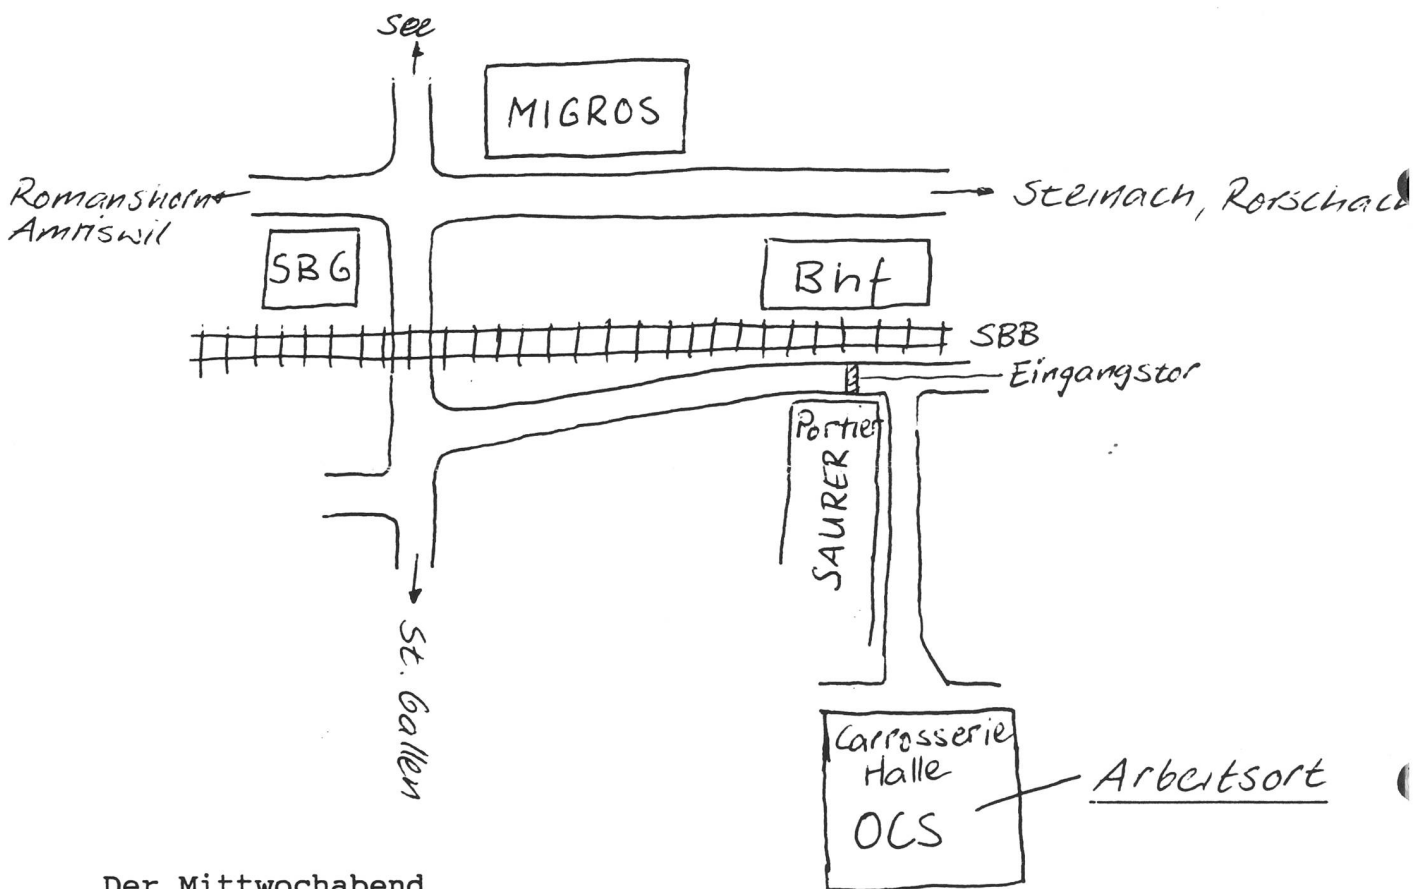 See
MIGROS
Romanshorn
Amriswil
Steinach, Rorschach
SBG
Bhf
SBB
Eingangstor
Portier
SAURER
St. Gallen
Carrosserie
Halle
OCS
Arbeitsort
Der Mittwochabend